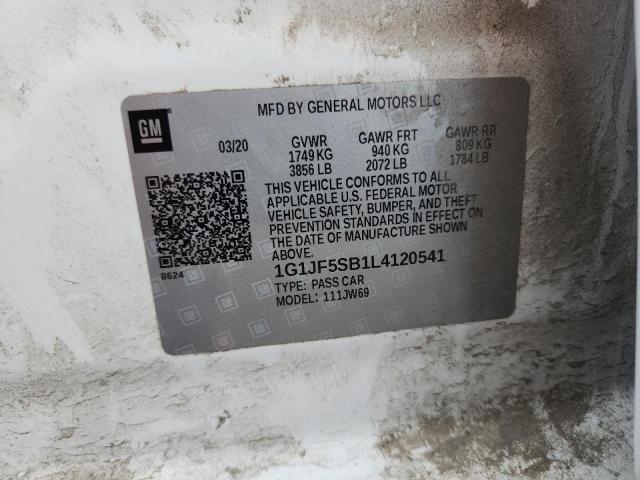 GM
MFD BY GENERAL MOTORS LLC
03/20 GVWR GAWR FRT GAWR RR
1749 KG 940 KG 809 KG
3856 LB 2072 LB 1784 LB
THIS VEHICLE CONFORMS TO ALL
APPLICABLE U.S. FEDERAL MOTOR
VEHICLE SAFETY, BUMPER, AND THEFT
PREVENTION STANDARDS IN EFFECT ON
THE DATE OF MANUFACTURE SHOWN
ABOVE.
8624
1G1JF5SB1L4120541
TYPE: PASS CAR
MODEL: 111JW69